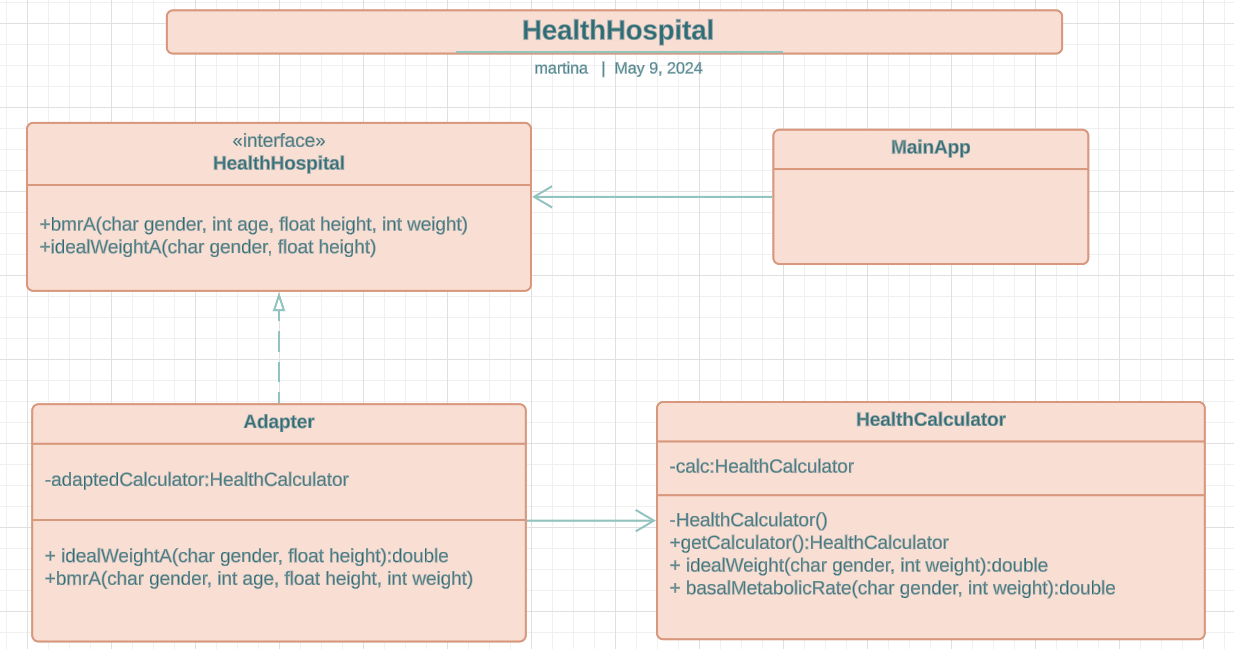 HealthHospital
martina | May 9, 2024
«interface»
HealthHospital
+bmrA(char gender, int age, float height, int weight)
+idealWeightA(char gender, float height)
MainApp
Adapter
-adaptedCalculator:HealthCalculator
+ idealWeightA(char gender, float height):double
+bmrA(char gender, int age, float height, int weight)
HealthCalculator
-calc:HealthCalculator
-HealthCalculator()
+getCalculator():HealthCalculator
+ idealWeight(char gender, int weight):double
+ basalMetabolicRate(char gender, int weight):double